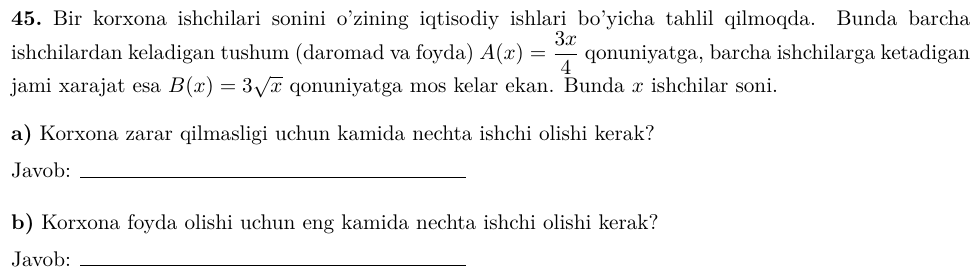 45. Bir korxona ishchilari sonini o'zining iqtisodiy ishlari bo'yicha tahlil qilmoqda. Bunda barcha
ishchilardan keladigan tushum (daromad va foyda) A(x) = 3x/4 qonuniyatga, barcha ishchilarga ketadigan
jami xarajat esa B(x) = 3√x qonuniyatga mos kelar ekan. Bunda x ishchilar soni.
a) Korxona zarar qilmasligi uchun kamida nechta ishchi olishi kerak?
Javob:
b) Korxona foyda olishi uchun eng kamida nechta ishchi olishi kerak?
Javob: